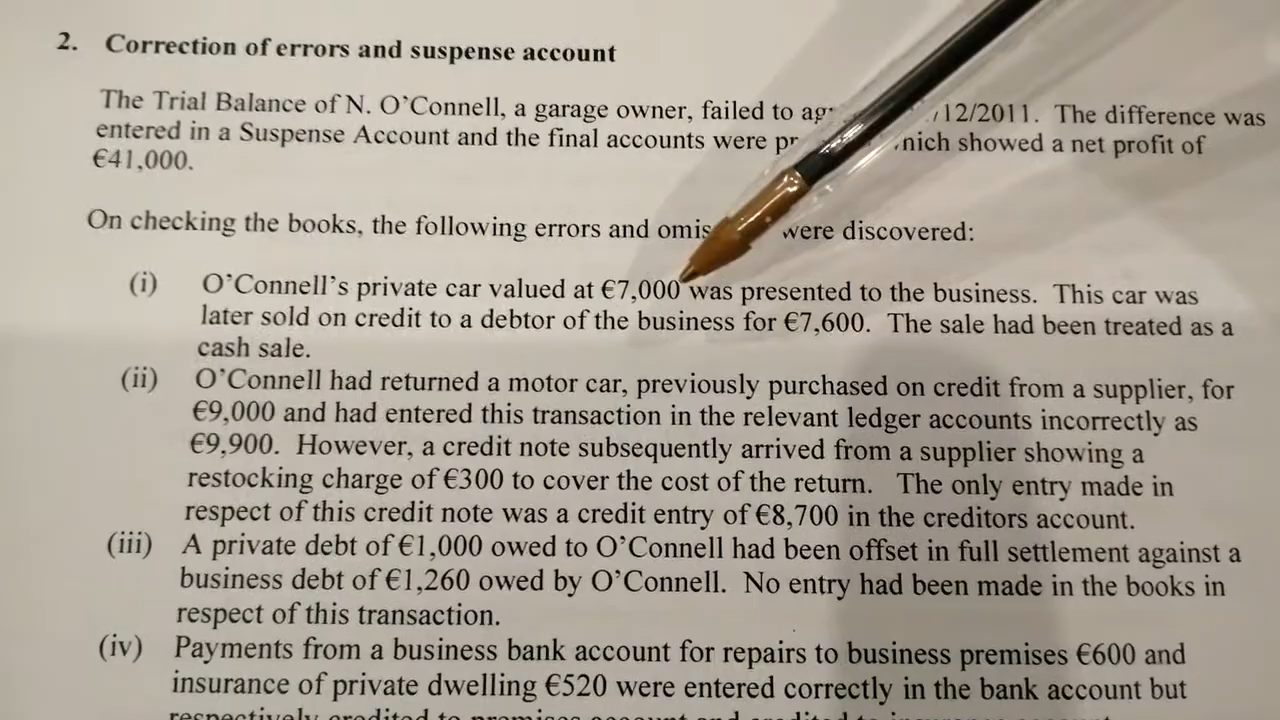 2. Correction of errors and suspense account
The Trial Balance of N. O'Connell, a garage owner, failed to /12/2011. The difference was
entered in a Suspense Account and the final accounts were showed a net profit of
€41,000.
On checking the books, the following errors and were discovered:
(i) O'Connell's private car valued at €7,000 was presented to the business. This car was
later sold on credit to a debtor of the business for €7,600. The sale had been treated as a
cash sale.
(ii) O'Connell had returned a motor car, previously purchased on credit from a supplier, for
€9,000 and had entered this transaction in the relevant ledger accounts incorrectly as
€9,900. However, a credit note subsequently arrived from a supplier showing a
restocking charge of €300 to cover the cost of the return. The only entry made in
respect of this credit note was a credit entry of €8,700 in the creditors account.
(iii) A private debt of €1,000 owed to O'Connell had been offset in full settlement against a
business debt of €1,260 owed by O'Connell. No entry had been made in the books in
respect of this transaction.
(iv) Payments from a business bank account for repairs to business premises €600 and
insurance of private dwelling €520 were entered correctly in the bank account but
respectively credited to premises account and credited to insurance account